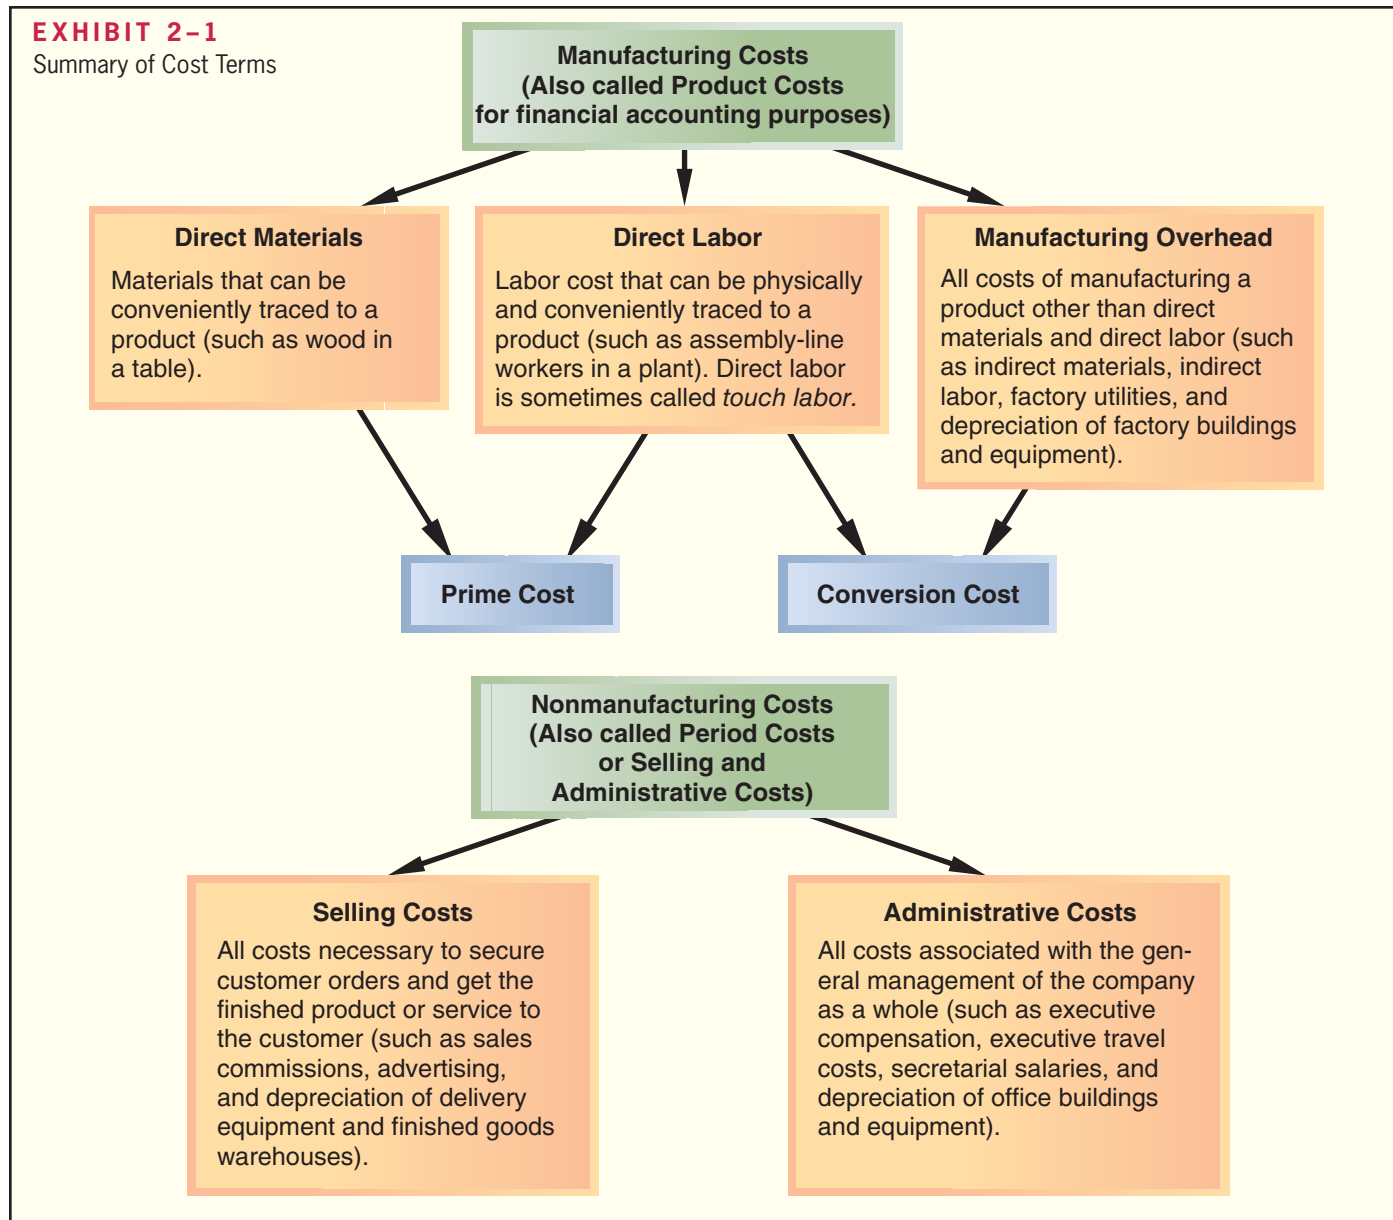 EXHIBIT 2–1
Summary of Cost Terms
Manufacturing Costs
(Also called Product Costs
for financial accounting purposes)
Direct Materials
Materials that can be
conveniently traced to a
product (such as wood in
a table).
Direct Labor
Labor cost that can be physically
and conveniently traced to a
product (such as assembly-line
workers in a plant). Direct labor
is sometimes called touch labor.
Manufacturing Overhead
All costs of manufacturing a
product other than direct
materials and direct labor (such
as indirect materials, indirect
labor, factory utilities, and
depreciation of factory buildings
and equipment).
Prime Cost
Conversion Cost
Nonmanufacturing Costs
(Also called Period Costs
or Selling and
Administrative Costs)
Selling Costs
All costs necessary to secure
customer orders and get the
finished product or service to
the customer (such as sales
commissions, advertising,
and depreciation of delivery
equipment and finished goods
warehouses).
Administrative Costs
All costs associated with the gen-
eral management of the company
as a whole (such as executive
compensation, executive travel
costs, secretarial salaries, and
depreciation of office buildings
and equipment).